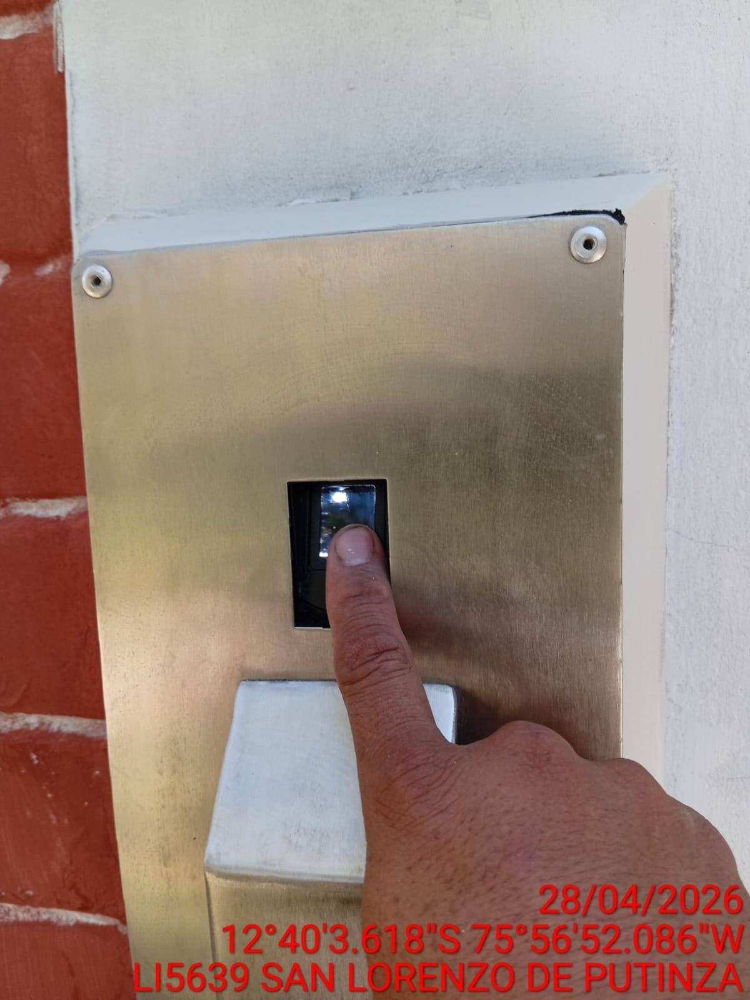 28/04/2026
12°40'3.618"S 75°56'52.086"W
LI5639 SAN LORENZO DE PUTINZA